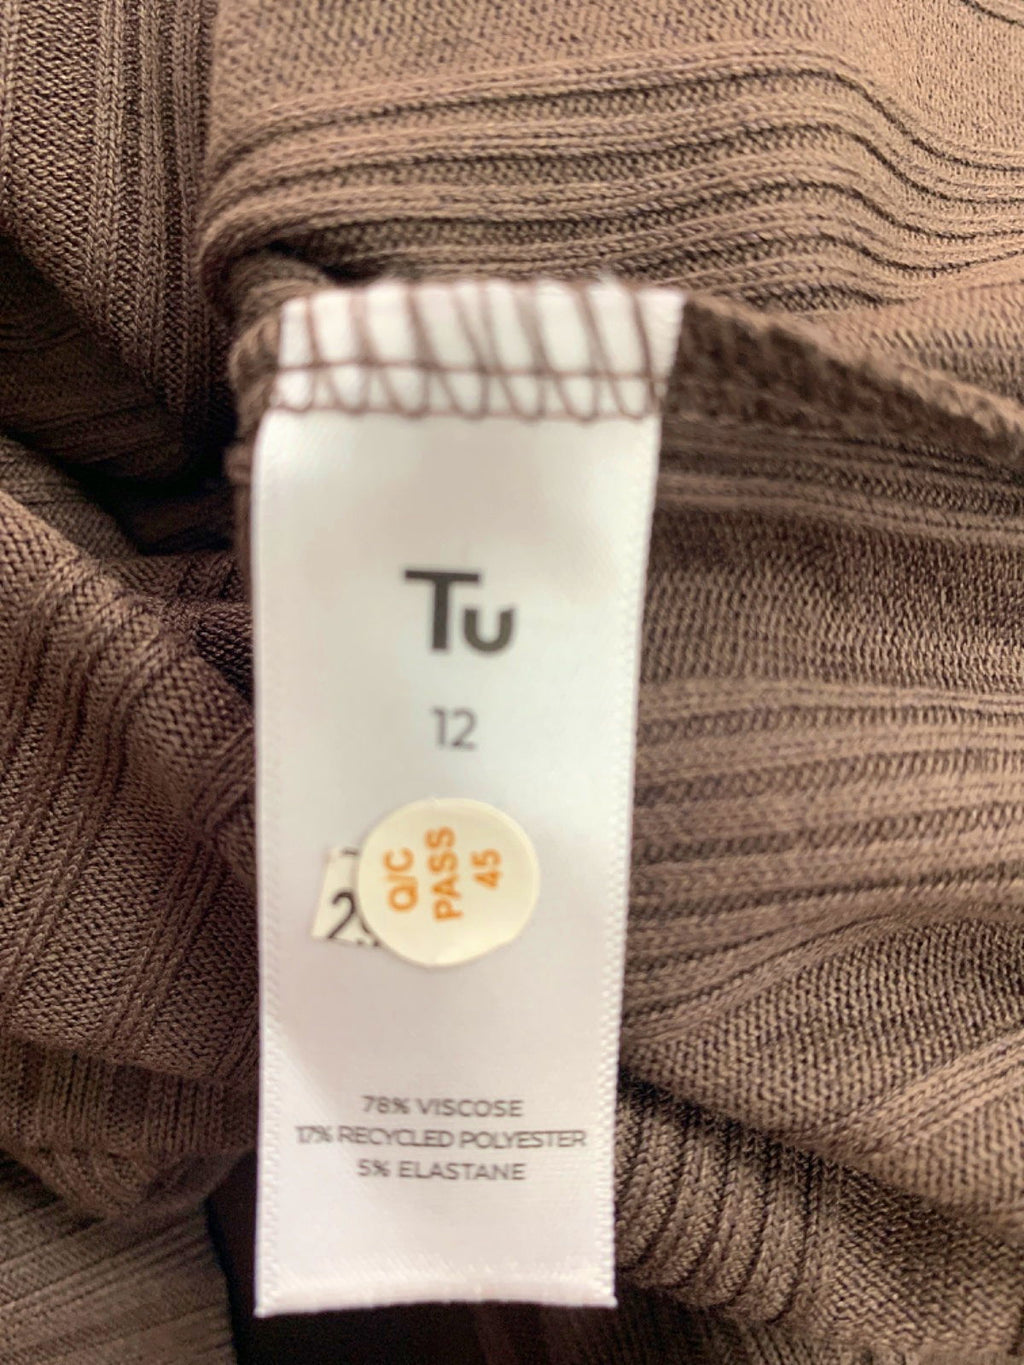 Tu
12
Q/C
PASS
45
78% VISCOSE
17% RECYCLED POLYESTER
5% ELASTANE